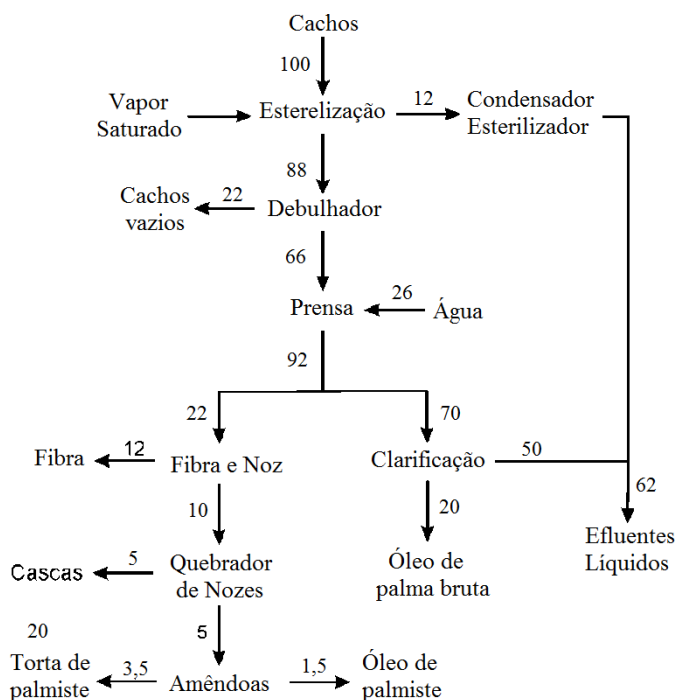 Cachos
100
Vapor
Saturado
Esterelização
12
Condensador
Esterilizador
88
Cachos
vazios
22
Debulhador
66
Prensa
26
Água
92
22
70
Fibra
12
Fibra e Noz
Clarificação
50
10
20
62
Efluentes
Líquidos
Cascas
5
Quebrador
de Nozes
Óleo de
palma bruta
5
20
Torta de
palmiste
3,5
Amêndoas
1,5
Óleo de
palmiste